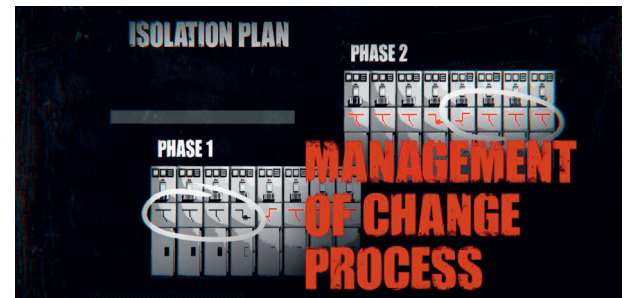 ISOLATION PLAN
PHASE 2
PHASE 1
MANAGEMENT
OF CHANGE
PROCESS